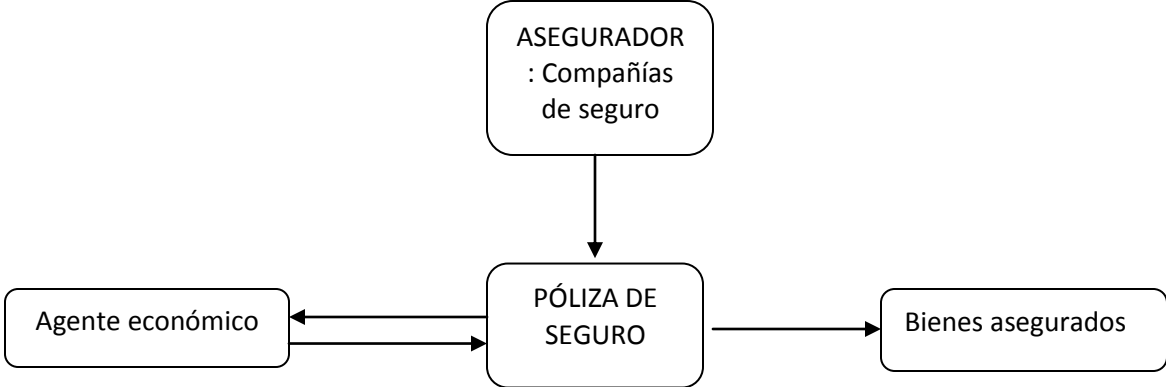 ASEGURADOR
: Compañías
de seguro
PÓLIZA DE
SEGURO
Agente económico
Bienes asegurados